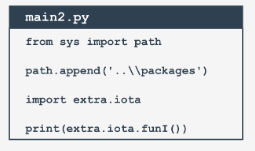 main2.py
from sys import path
path.append('..\\packages')
import extra.iota
print(extra.iota.funI())